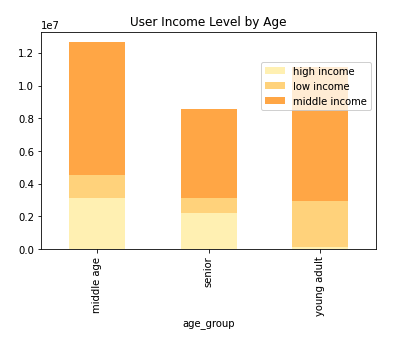 User Income Level by Age
1e7
1.2
1.0
0.8
0.6
0.4
0.2
0.0
high income
low income
middle income
middle age
senior
young adult
age_group